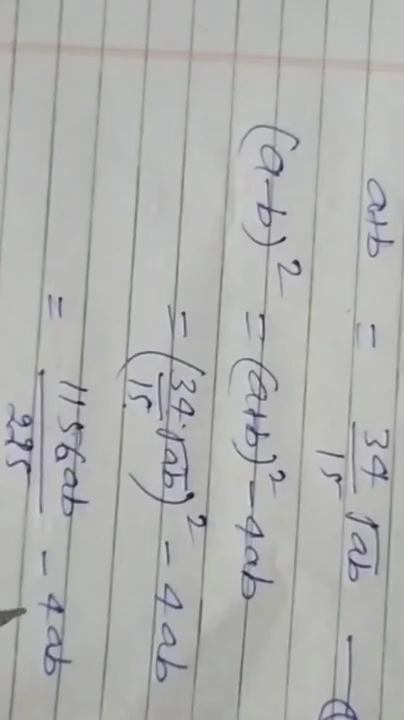 a+b = 34/15 √ab — (
(a-b)² = (a+b)² - 4ab
= (34/15 √ab)² - 4ab
= 1156ab/225 - 4ab